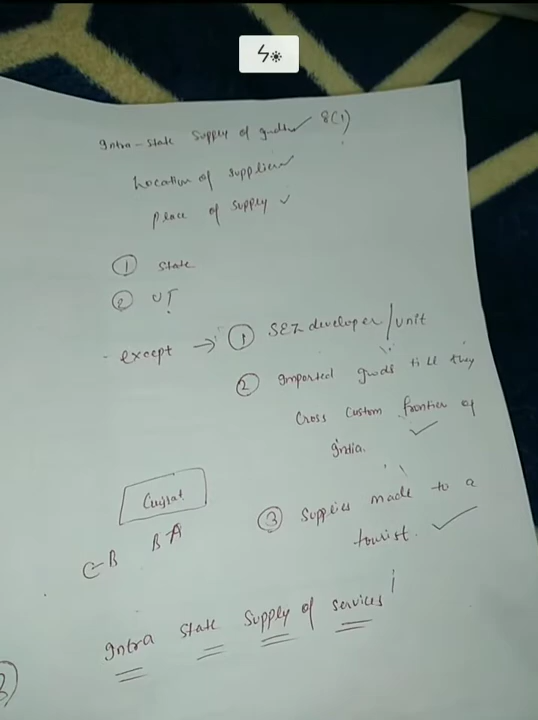 Intra-state supply of goods 8(1)
Location of supplier
place of supply
① state
② UT
except → ① SEZ developer/unit
② Imported goods till they
Cross Custom frontier of
India.
Gujrat
③ Supplies made to a
tourist.
C-B B A
Intra state supply of services